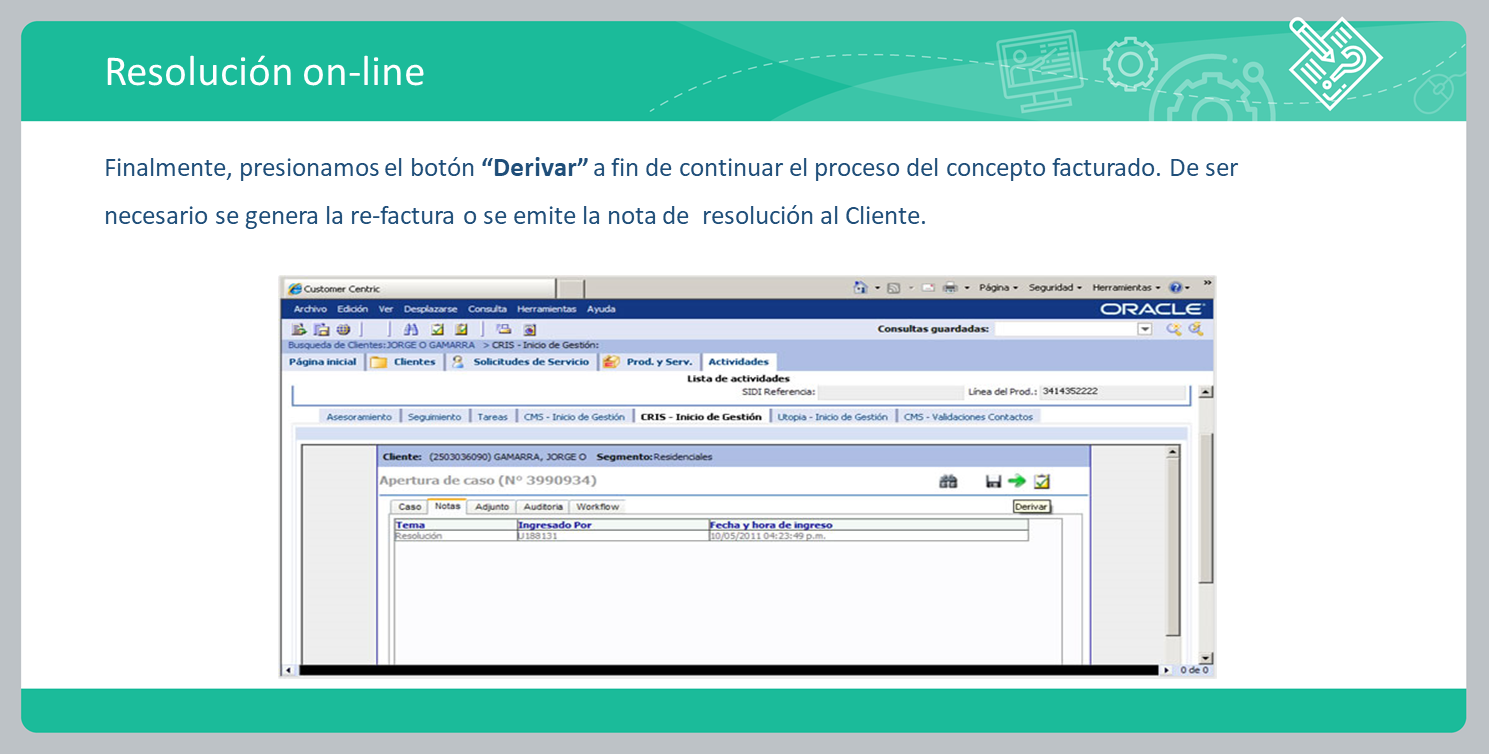 Resolución on-line
Finalmente, presionamos el botón “Derivar” a fin de continuar el proceso del concepto facturado. De ser
necesario se genera la re-factura o se emite la nota de resolución al Cliente.
Customer Centric
Página Seguridad Herramientas
Archivo Edición Ver Desplazarse Consulta Herramientas Ayuda
ORACLE
Consultas guardadas:
Busqueda de Clientes:JORGE O GAMARRA > CRIS - Inicio de Gestión:
Página inicial Clientes Solicitudes de Servicio Prod. y Serv. Actividades
Lista de actividades
SIDI Referencia: Línea del Prod.: 3414352222
Asesoramiento Seguimiento Tareas CMS - Inicio de Gestión CRIS - Inicio de Gestión Utopia - Inicio de Gestión CMS - Validaciones Contactos
Cliente: (2503036090) GAMARRA, JORGE O Segmento:Residenciales
Apertura de caso (Nº 3990934)
Caso Notas Adjunto Auditoria Workflow
Derivar
Tema Ingresado Por Fecha y hora de ingreso
Resolución U188131 10/05/2011 04:23:49 p.m.
0 de 0